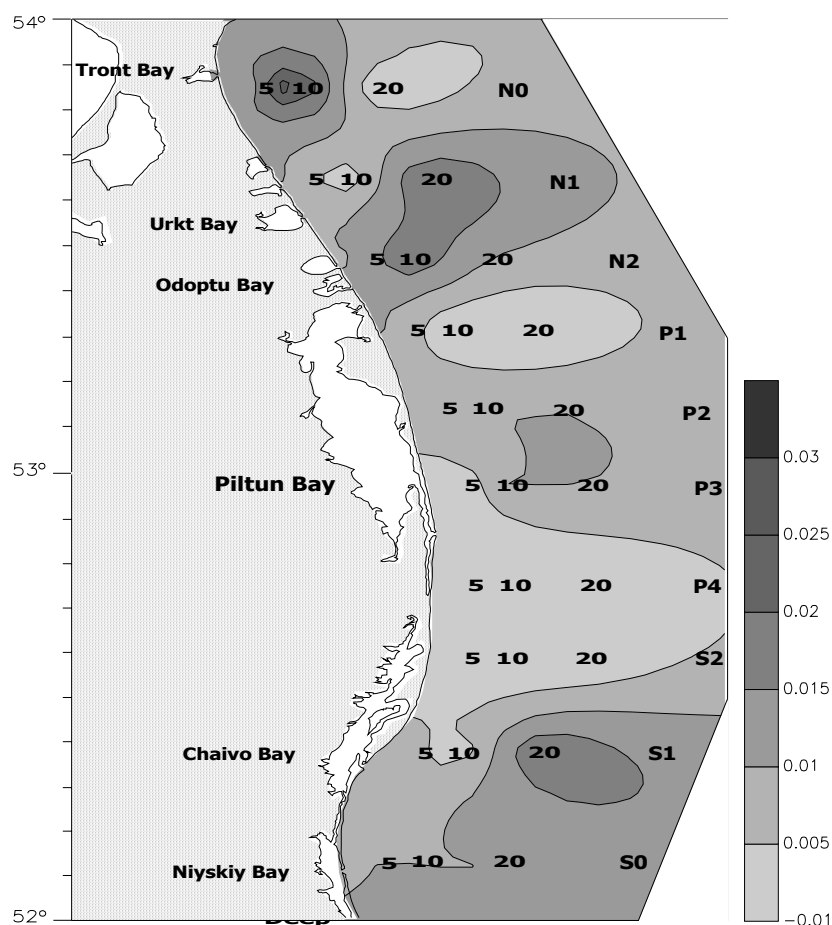 54°
Tront Bay
5 10 20 N0
5 10 20 N1
Urkt Bay
5 10 20 N2
Odoptu Bay
5 10 20 P1
5 10 20 P2
0.03
53°
Piltun Bay
5 10 20 P3
0.025
5 10 20 P4
0.02
5 10 20 S2
0.015
Chaivo Bay
5 10 20 S1
0.01
0.005
Niyskiy Bay
5 10 20 S0
52°
Deep
-0.01